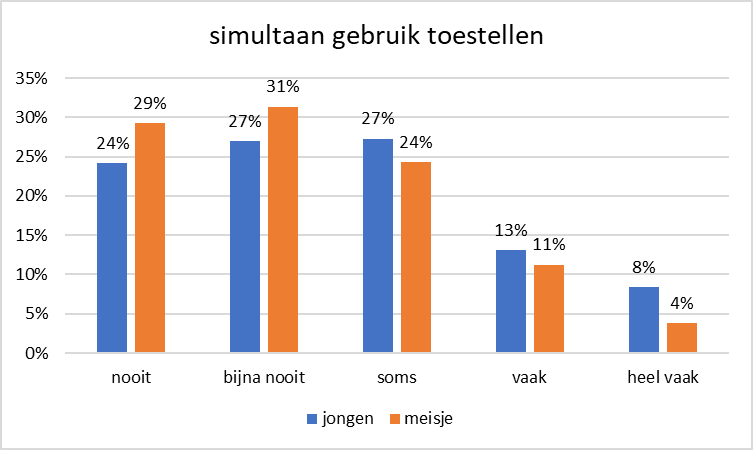 simultaan gebruik toestellen
35%
30%
25%
20%
15%
10%
5%
0%
24%
29%
27%
31%
27%
24%
13%
11%
8%
4%
nooit
bijna nooit
soms
vaak
heel vaak
jongen
meisje